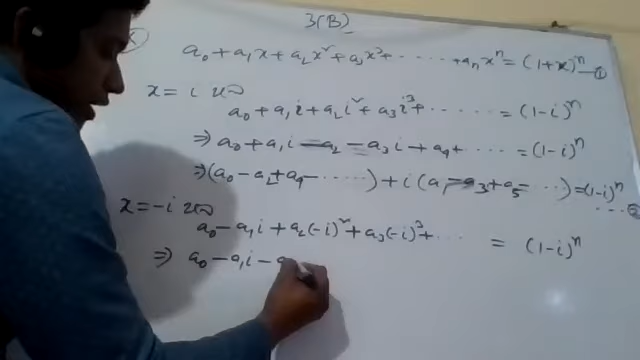 3(B)
a₀ + a₁x + a₂x² + a₃x³ + ······ + aₙxⁿ = (1+x)ⁿ —①
x = i হলে
a₀ + a₁i + a₂i² + a₃i³ + ······ = (1-i)ⁿ
⇒ a₀ + a₁i - a₂ - a₃i + a₄ + ······ = (1-i)ⁿ
⇒ (a₀ - a₂ + a₄ - ······) + i(a₁ - a₃ + a₅ - ···) = (1-i)ⁿ ···②
x = -i হলে
a₀ - a₁i + a₂(-i)² + a₃(-i)³ + ··· = (1-i)ⁿ
⇒ a₀ - a₁i - a